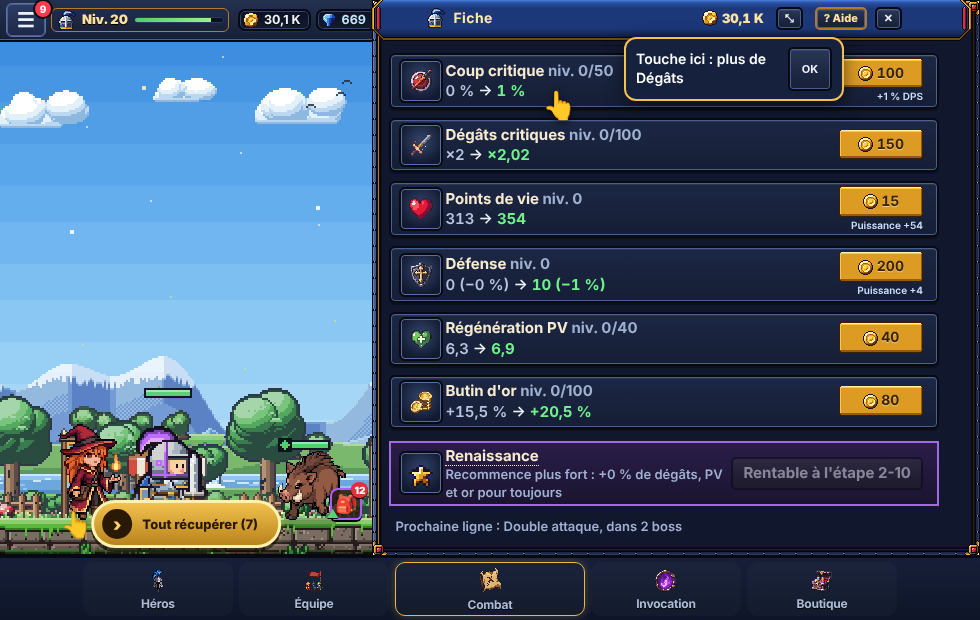 9
Niv. 20
30,1 K
669
Fiche
30,1 K
? Aide
Touche ici : plus de
Dégâts
OK
Coup critique niv. 0/50
0 % → 1 %
100
+1 % DPS
Dégâts critiques niv. 0/100
×2 → ×2,02
150
Points de vie niv. 0
313 → 354
15
Puissance +54
Défense niv. 0
0 (−0 %) → 10 (−1 %)
200
Puissance +4
Régénération PV niv. 0/40
6,3 → 6,9
40
Butin d'or niv. 0/100
+15,5 % → +20,5 %
80
Renaissance
Recommence plus fort : +0 % de dégâts, PV
et or pour toujours
Rentable à l'étape 2-10
Prochaine ligne : Double attaque, dans 2 boss
12
Tout récupérer (7)
Héros
Équipe
Combat
Invocation
Boutique